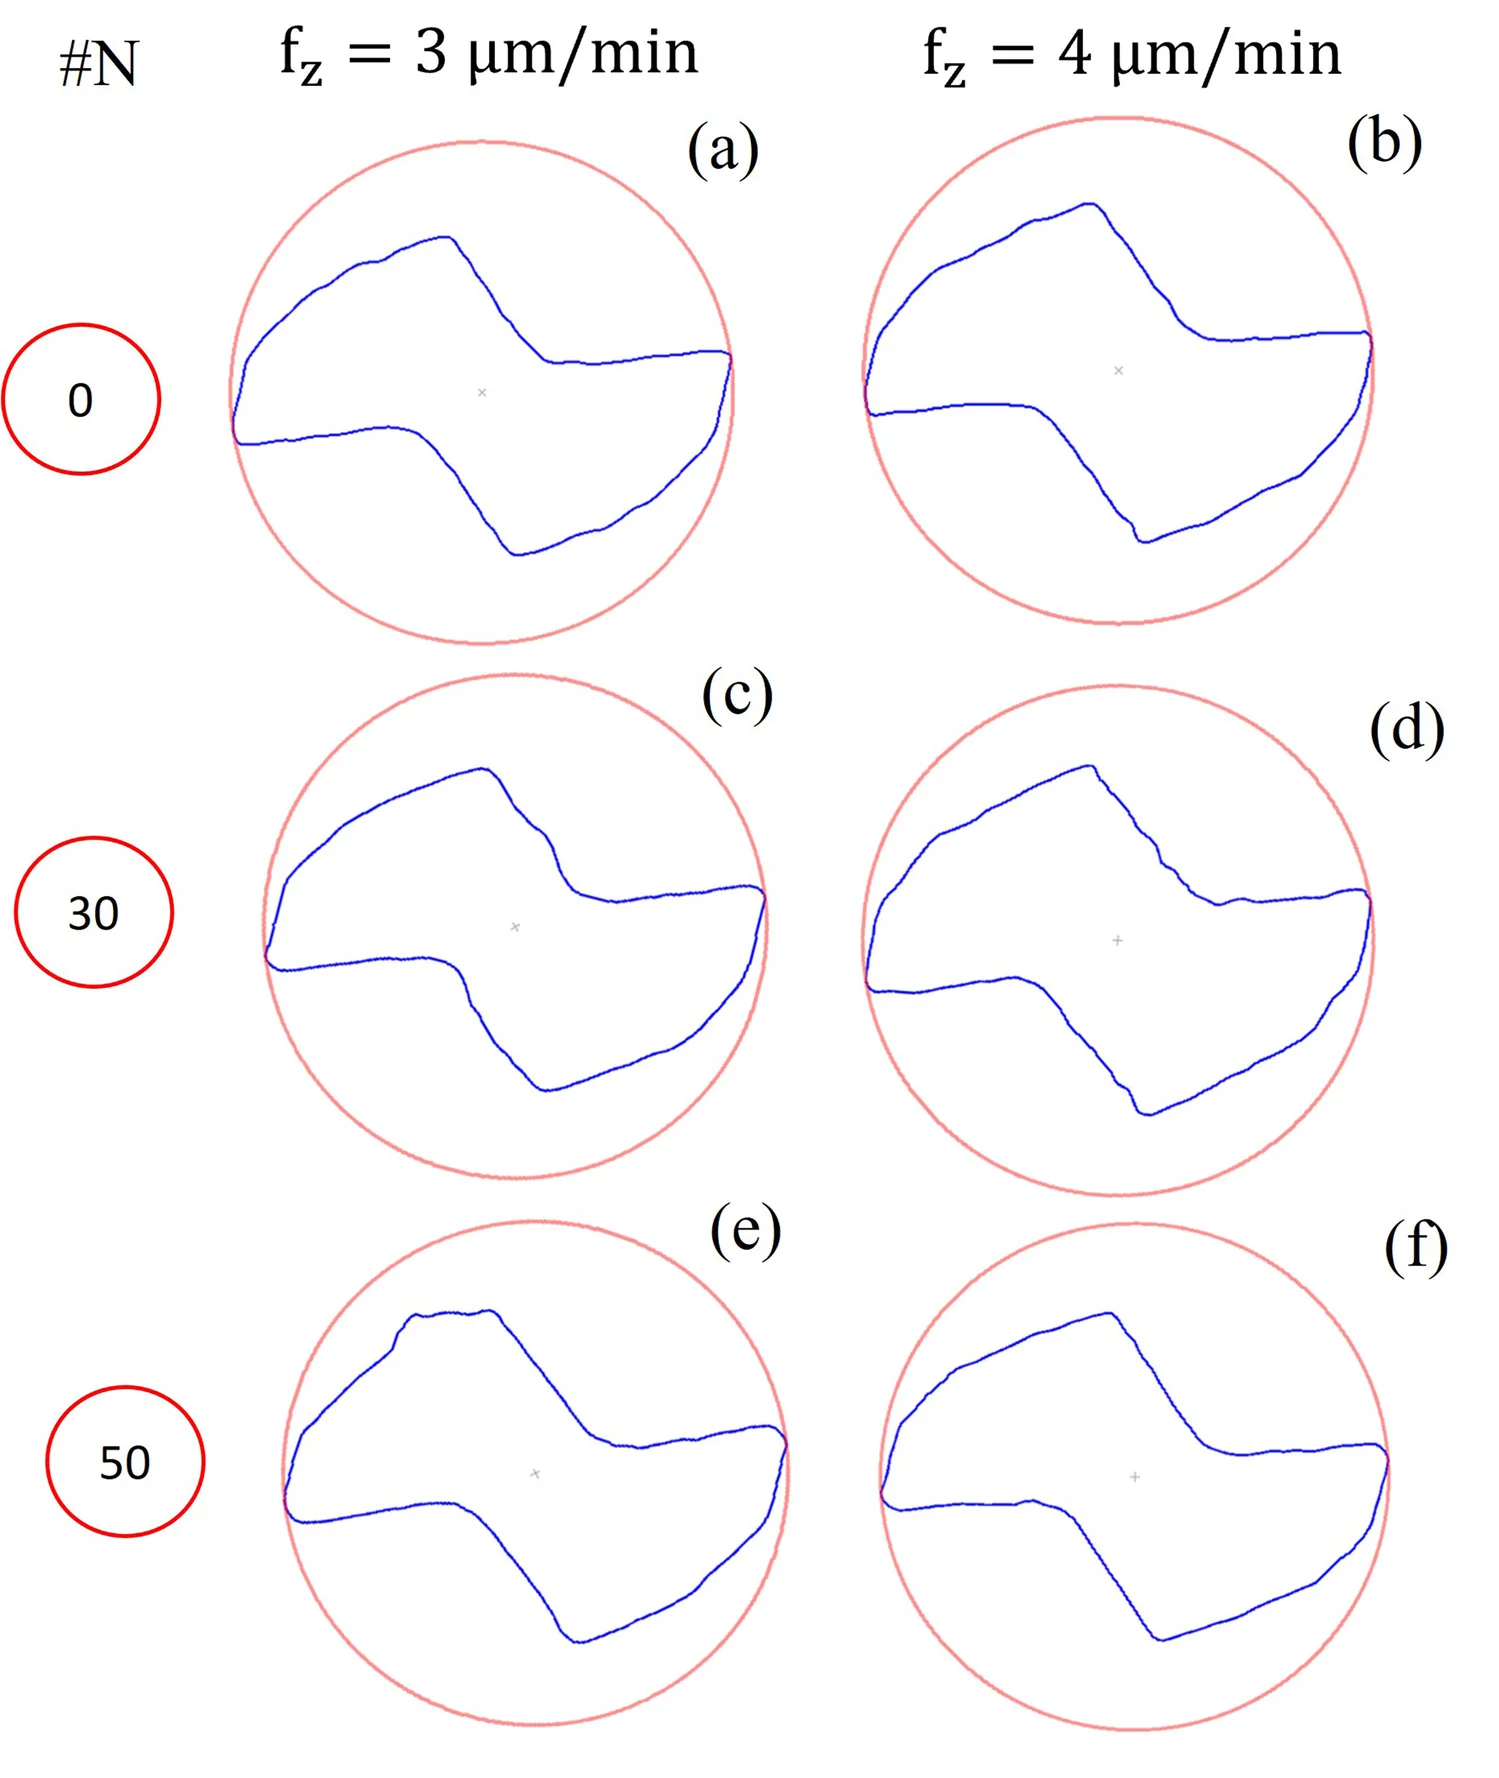 #N f_z = 3 μm/min f_z = 4 μm/min
(a) (b)
0
(c) (d)
30
(e) (f)
50